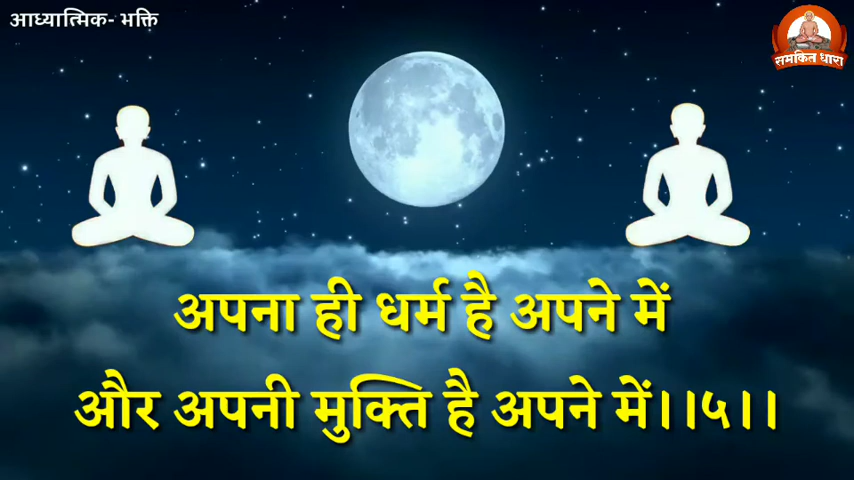 आध्यात्मिक- भक्ति
समकित धारा
अपना ही धर्म है अपने में
और अपनी मुक्ति है अपने में।।५।।